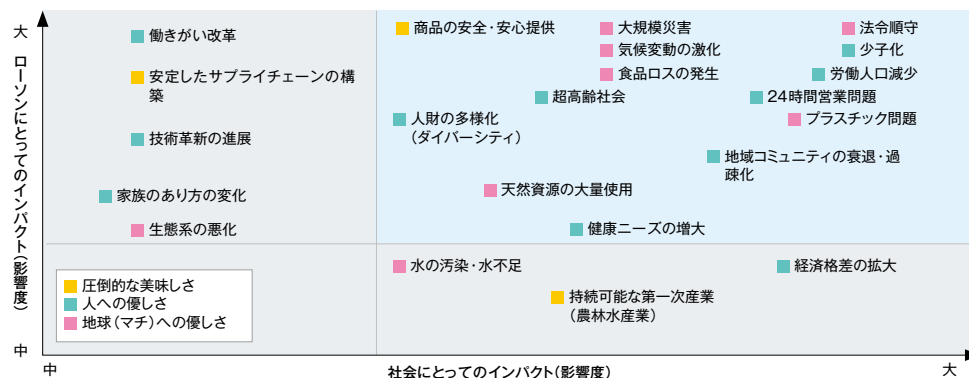 大
ローソンにとってのインパクト(影響度)
中
働きがい改革
安定したサプライチェーンの構
築
技術革新の進展
家族のあり方の変化
生態系の悪化
商品の安全・安心提供
大規模災害
法令順守
気候変動の激化
少子化
食品ロスの発生
労働人口減少
超高齢社会
24時間営業問題
人財の多様化
(ダイバーシティ)
プラスチック問題
地域コミュニティの衰退・過
疎化
天然資源の大量使用
健康ニーズの増大
水の汚染・水不足
経済格差の拡大
持続可能な第一次産業
(農林水産業)
圧倒的な美味しさ
人への優しさ
地球(マチ)への優しさ
中
社会にとってのインパクト(影響度)
大